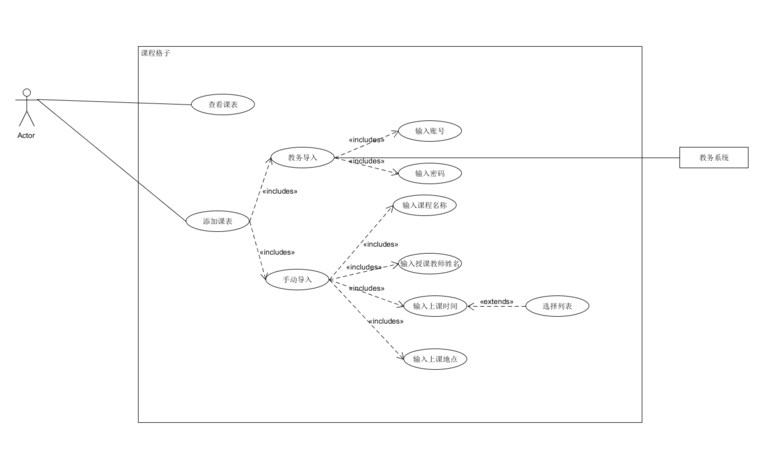 课程格子
查看课表
Actor
输入账号
«includes»
教务导入
«includes»
教务系统
输入密码
«includes»
输入课程名称
添加课表
«includes»
«includes»
输入授课教师姓名
«includes»
手动导入
«includes»
«extends»
输入上课时间
选择列表
«includes»
输入上课地点